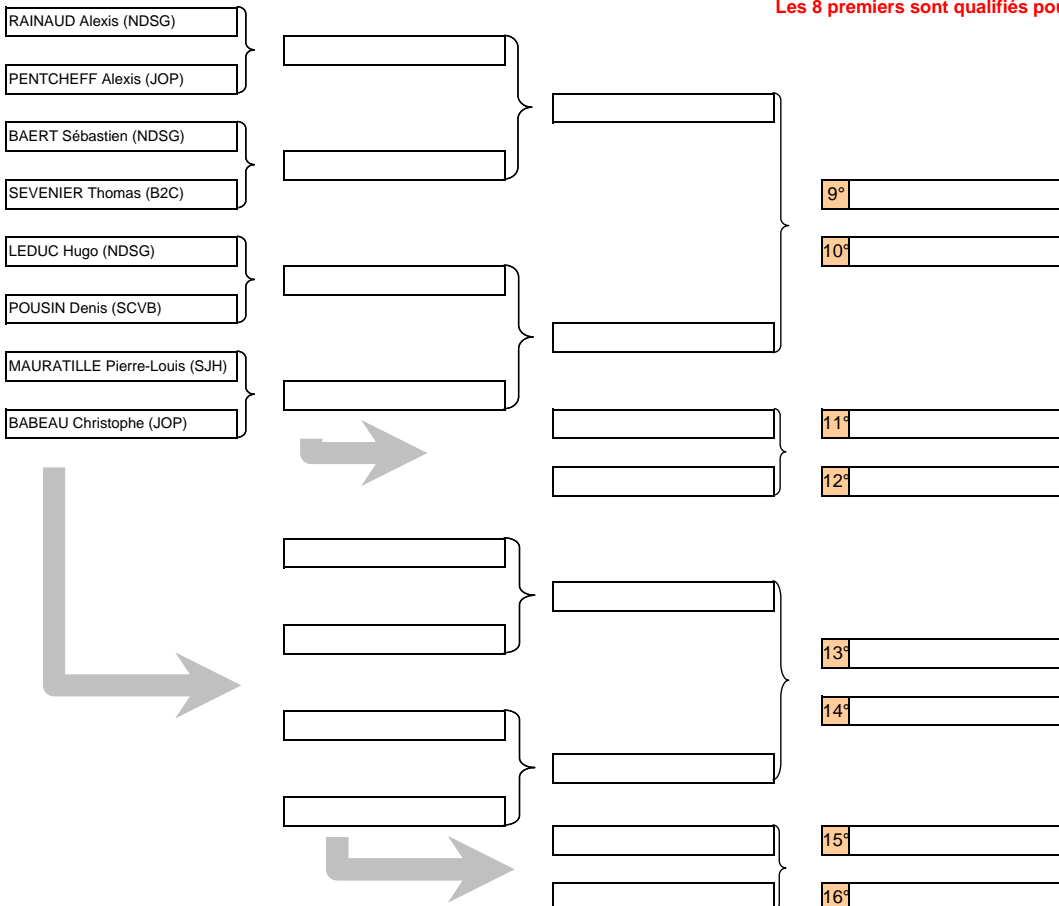 Les 8 premiers sont qualifiés
RAINAUD Alexis (NDSG)
PENTCHEFF Alexis (JOP)
BAERT Sébastien (NDSG)
SEVENIER Thomas (B2C)
9°
LEDUC Hugo (NDSG)
10°
POUSIN Denis (SCVB)
MAURATILLE Pierre-Louis (SJH)
BABEAU Christophe (JOP)
11°
12°
13°
14°
15°
16°